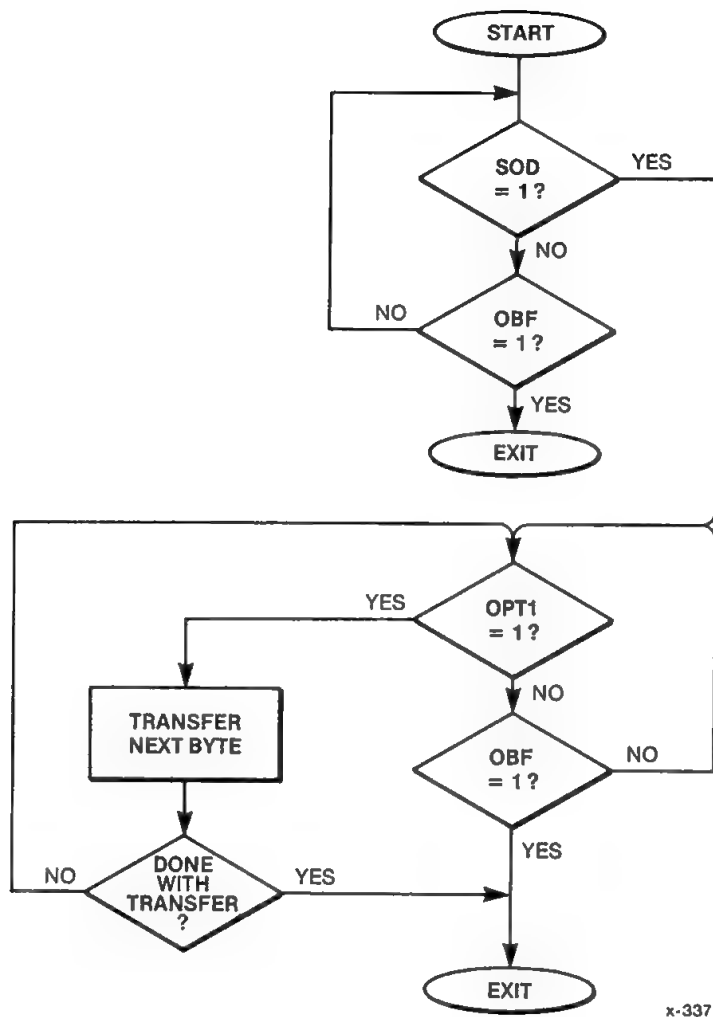 START
SOD
= 1?
YES
NO
OBF
= 1?
NO
YES
EXIT
OPT1
= 1?
YES
NO
TRANSFER
NEXT BYTE
OBF
= 1?
NO
YES
DONE
WITH
TRANSFER
?
NO
YES
EXIT
x-337